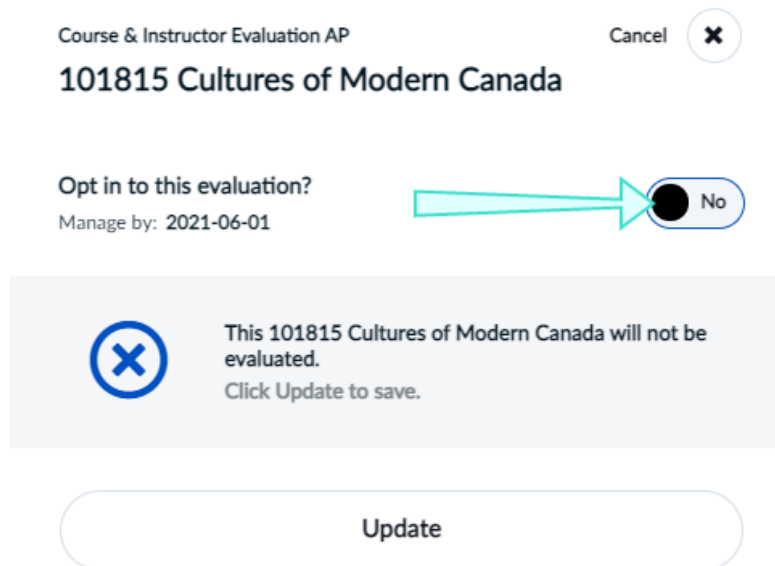 Course & Instructor Evaluation AP
Cancel
101815 Cultures of Modern Canada
Opt in to this evaluation?
No
Manage by: 2021-06-01
This 101815 Cultures of Modern Canada will not be
evaluated.
Click Update to save.
Update